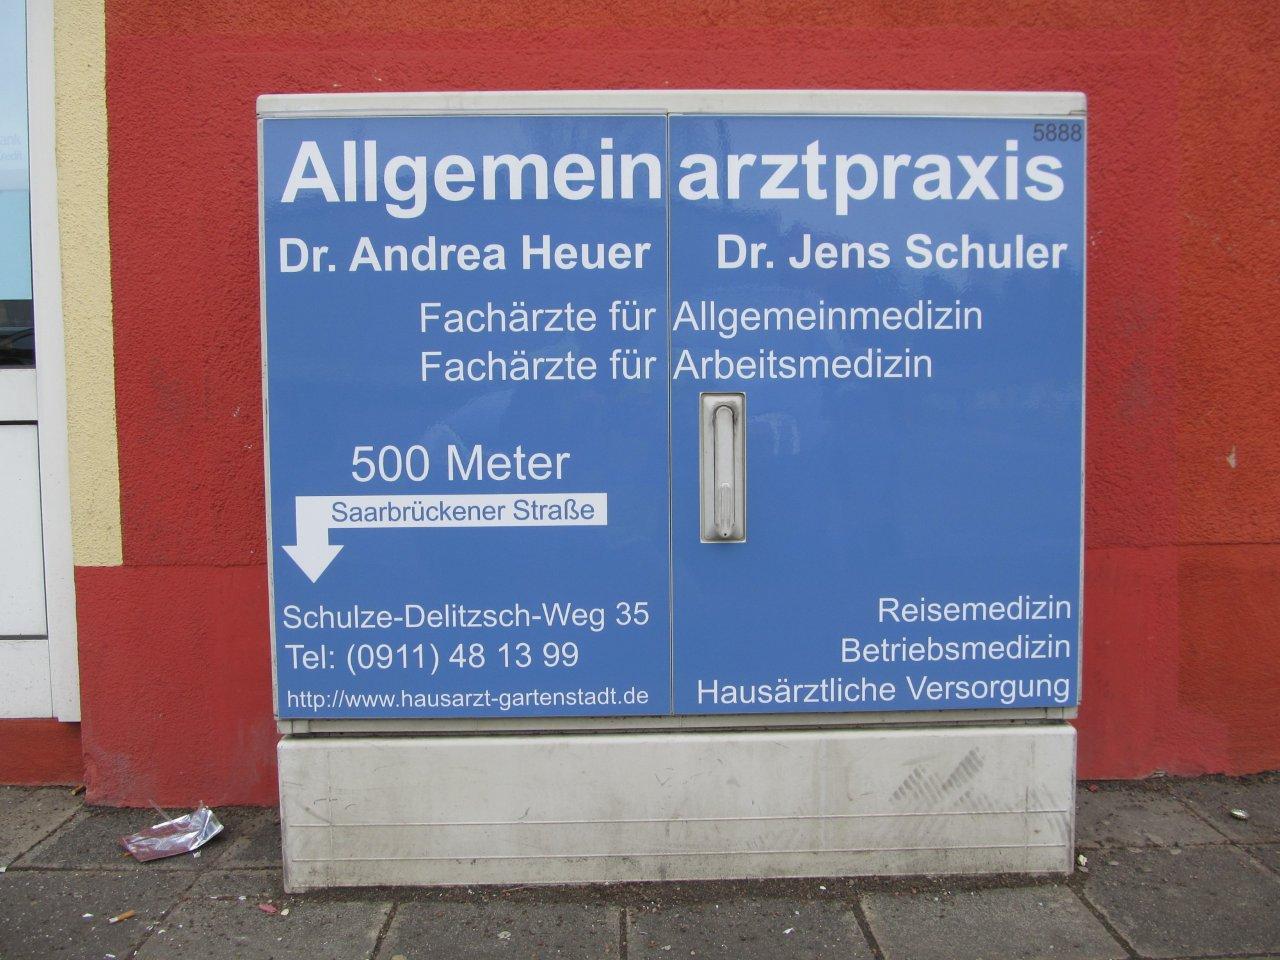 5888
Allgemeinarztpraxis
Dr. Andrea Heuer Dr. Jens Schuler
Fachärzte für Allgemeinmedizin
Fachärzte für Arbeitsmedizin
500 Meter
Saarbrückener Straße
Schulze-Delitzsch-Weg 35
Tel: (0911) 48 13 99
http://www.hausarzt-gartenstadt.de
Reisemedizin
Betriebsmedizin
Hausärztliche Versorgung